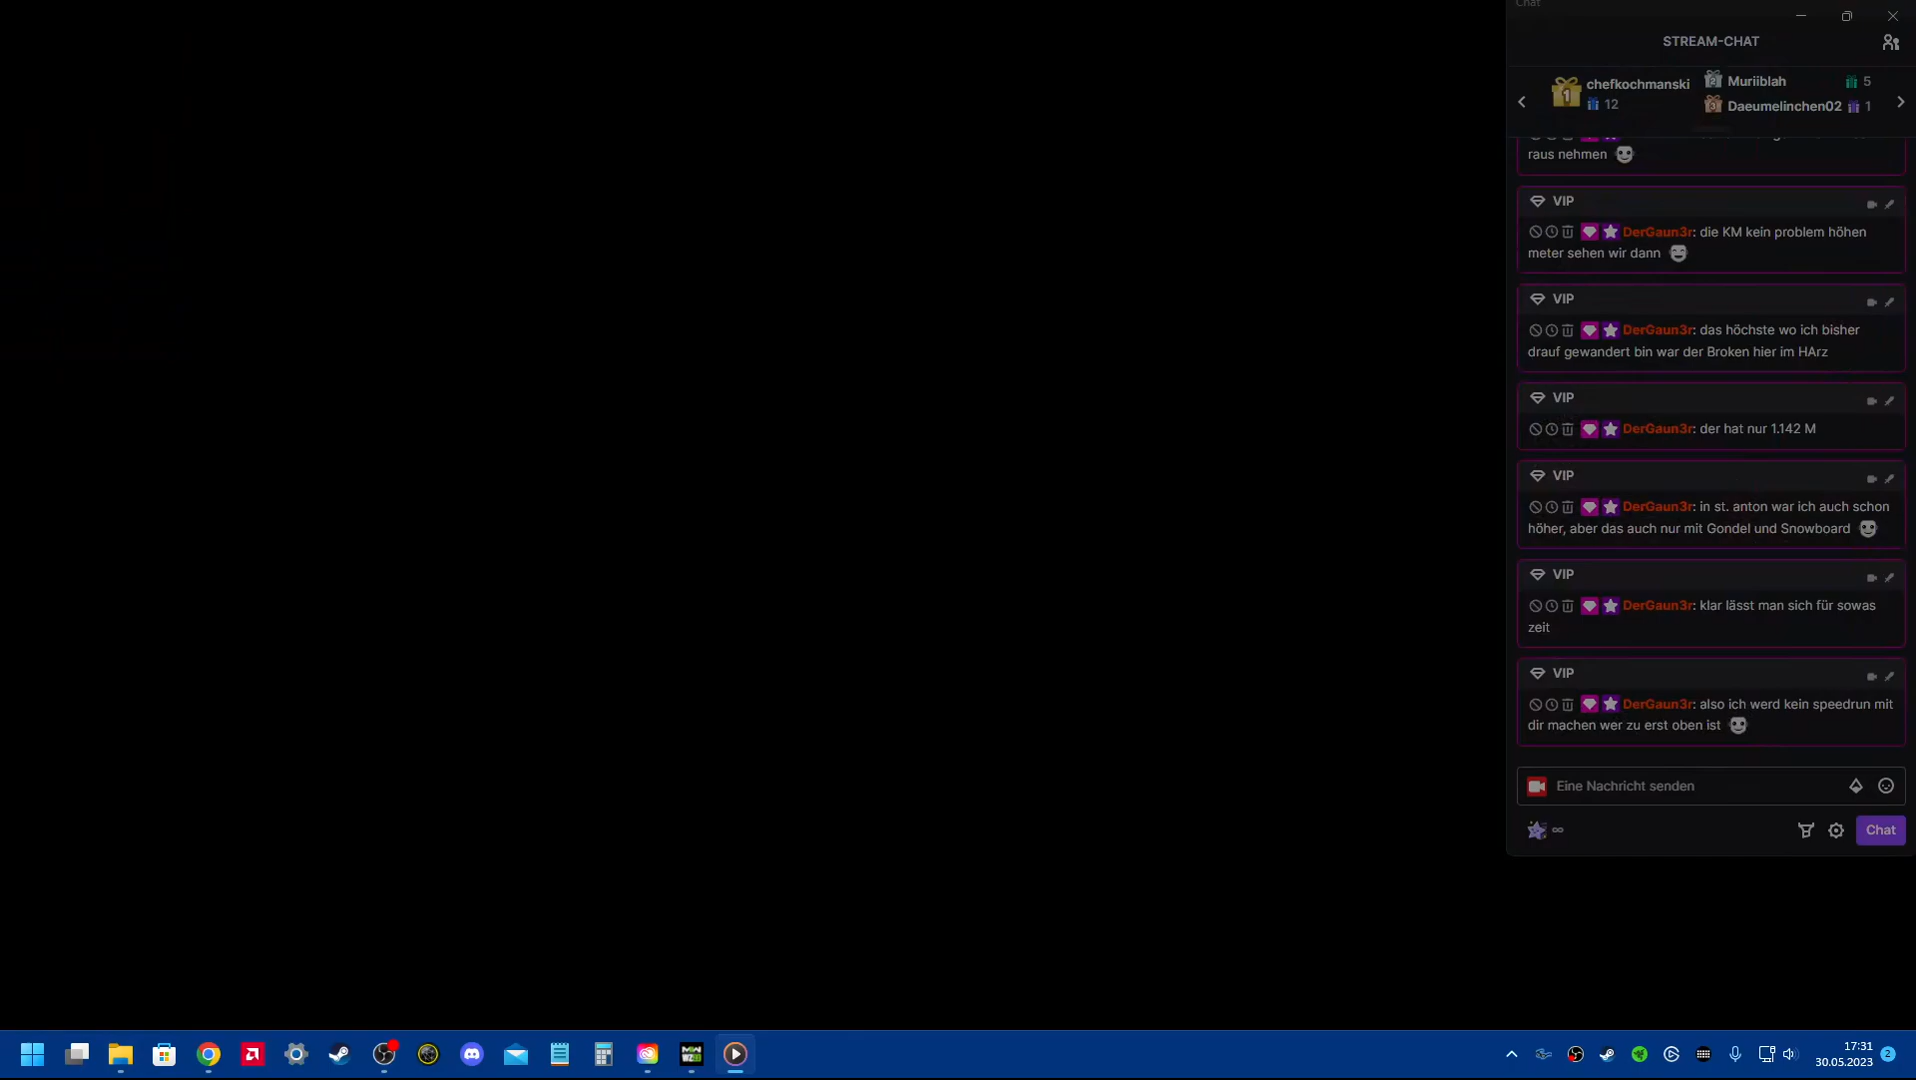 Chat
STREAM-CHAT
1 chefkochmanski
12
Muriiblah 5
Daeumelinchen02 1
raus nehmen
VIP
DerGaun3r: die KM kein problem höhen
meter sehen wir dann
VIP
DerGaun3r: das höchste wo ich bisher
drauf gewandert bin war der Broken hier im HArz
VIP
DerGaun3r: der hat nur 1.142 M
VIP
DerGaun3r: in st. anton war ich auch schon
höher, aber das auch nur mit Gondel und Snowboard
VIP
DerGaun3r: klar lässt man sich für sowas
zeit
VIP
DerGaun3r: also ich werd kein speedrun mit
dir machen wer zu erst oben ist
Eine Nachricht senden
∞
Chat
17:31
30.05.2023
2